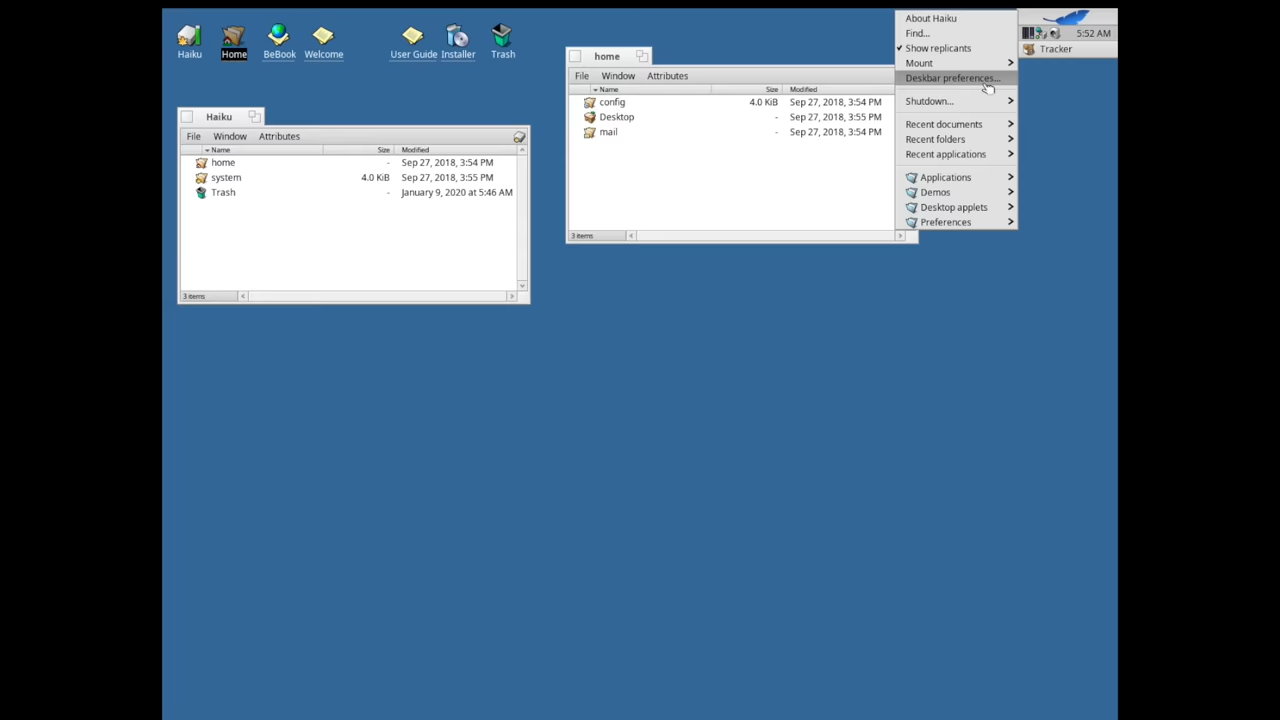 Haiku
Home
BeBook
Welcome
User Guide
Installer
Trash
Haiku
File Window Attributes
Name Size Modified
home - Sep 27, 2018, 3:54 PM
system 4.0 KiB Sep 27, 2018, 3:55 PM
Trash - January 9, 2020 at 5:46 AM
3 items
home
File Window Attributes
Name Size Modified
config 4.0 KiB Sep 27, 2018, 3:54 PM
Desktop - Sep 27, 2018, 3:55 PM
mail - Sep 27, 2018, 3:54 PM
3 items
About Haiku
Find...
Show replicants
Mount
Deskbar preferences...
Shutdown...
Recent documents
Recent folders
Recent applications
Applications
Demos
Desktop applets
Preferences
5:52 AM
Tracker